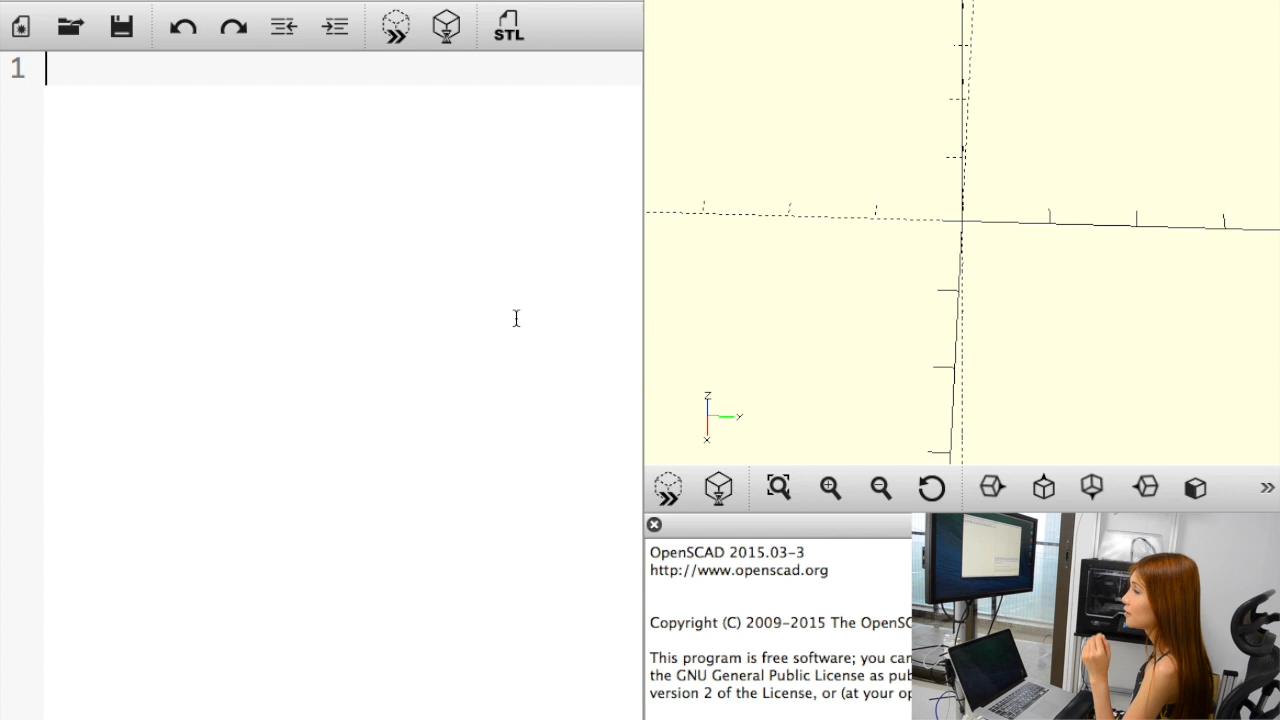 STL
1
Z
Y
X
OpenSCAD 2015.03-3
http://www.openscad.org
Copyright (C) 2009-2015 The OpenSC
This program is free software; you can
the GNU General Public License as pub
version 2 of the License, or (at your op